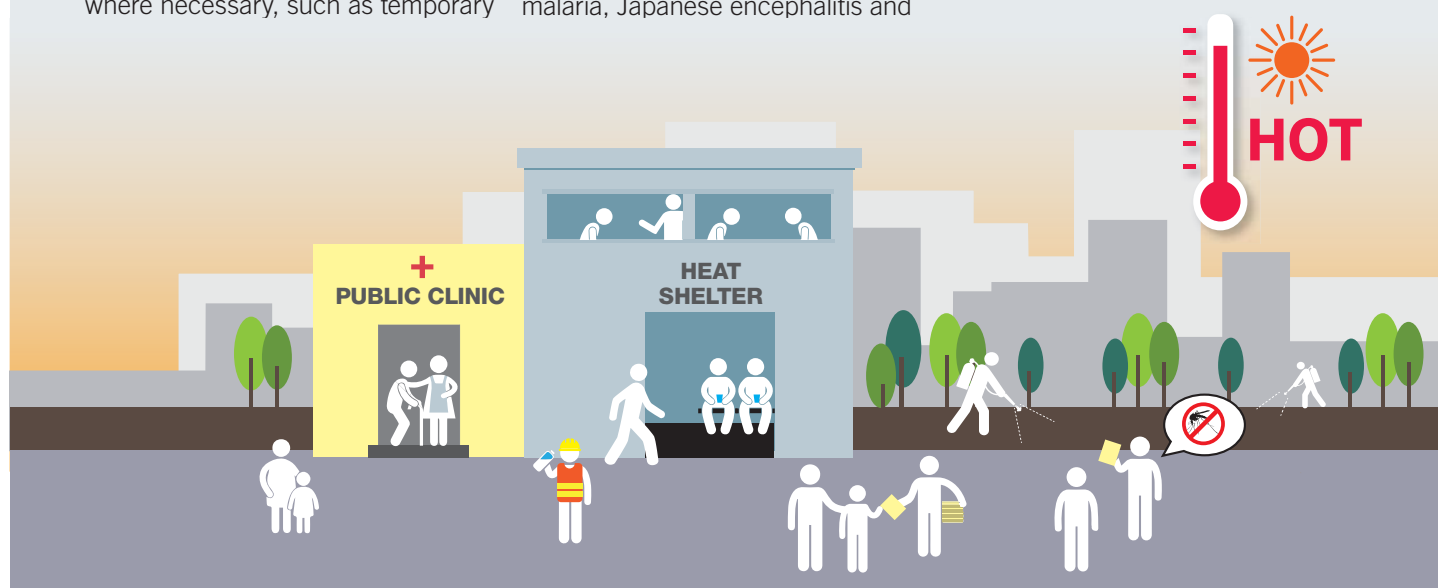 where necessary, such as temporary
malaria, Japanese encephalitis and
HOT
PUBLIC CLINIC
HEAT
SHELTER